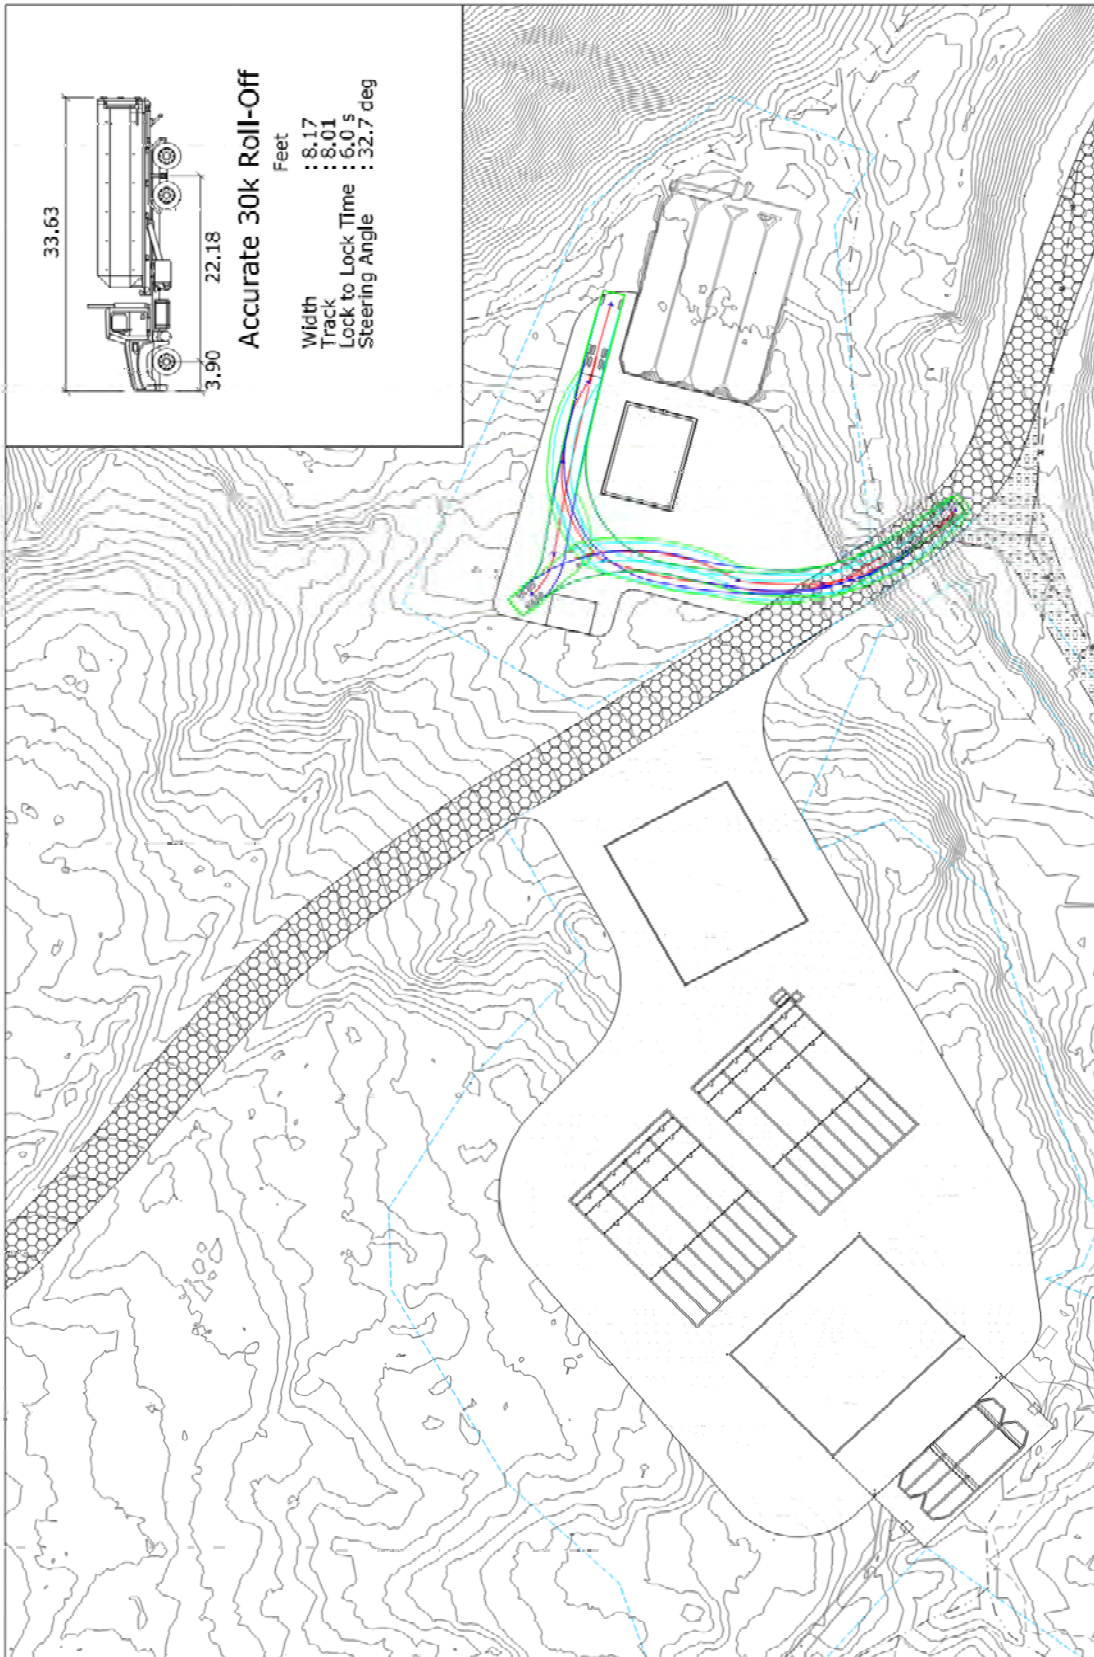 33.63
3.90
22.18
Accurate 30k Roll-Off
Feet
Width : 8.17
Track : 8.01
Lock to Lock Time : 6.0 s
Steering Angle : 32.7 deg